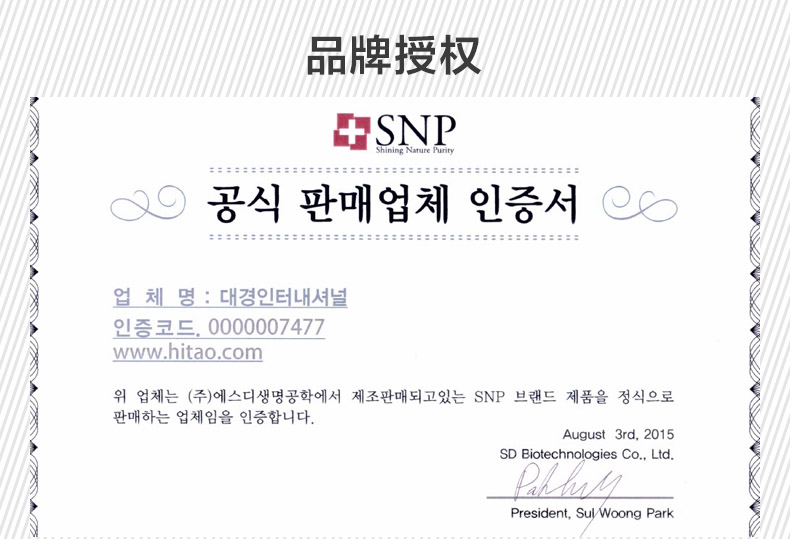 品牌授权
SNP
Shining Nature Purity
공식 판매업체 인증서
업 체 명 : 대경인터내셔널
인증코드. 0000007477
www.hitao.com
위 업체는 (주)에스디생명공학에서 제조판매되고있는 SNP 브랜드 제품을 정식으로
판매하는 업체임을 인증합니다.
August 3rd, 2015
SD Biotechnologies Co., Ltd.
President, Sul Woong Park